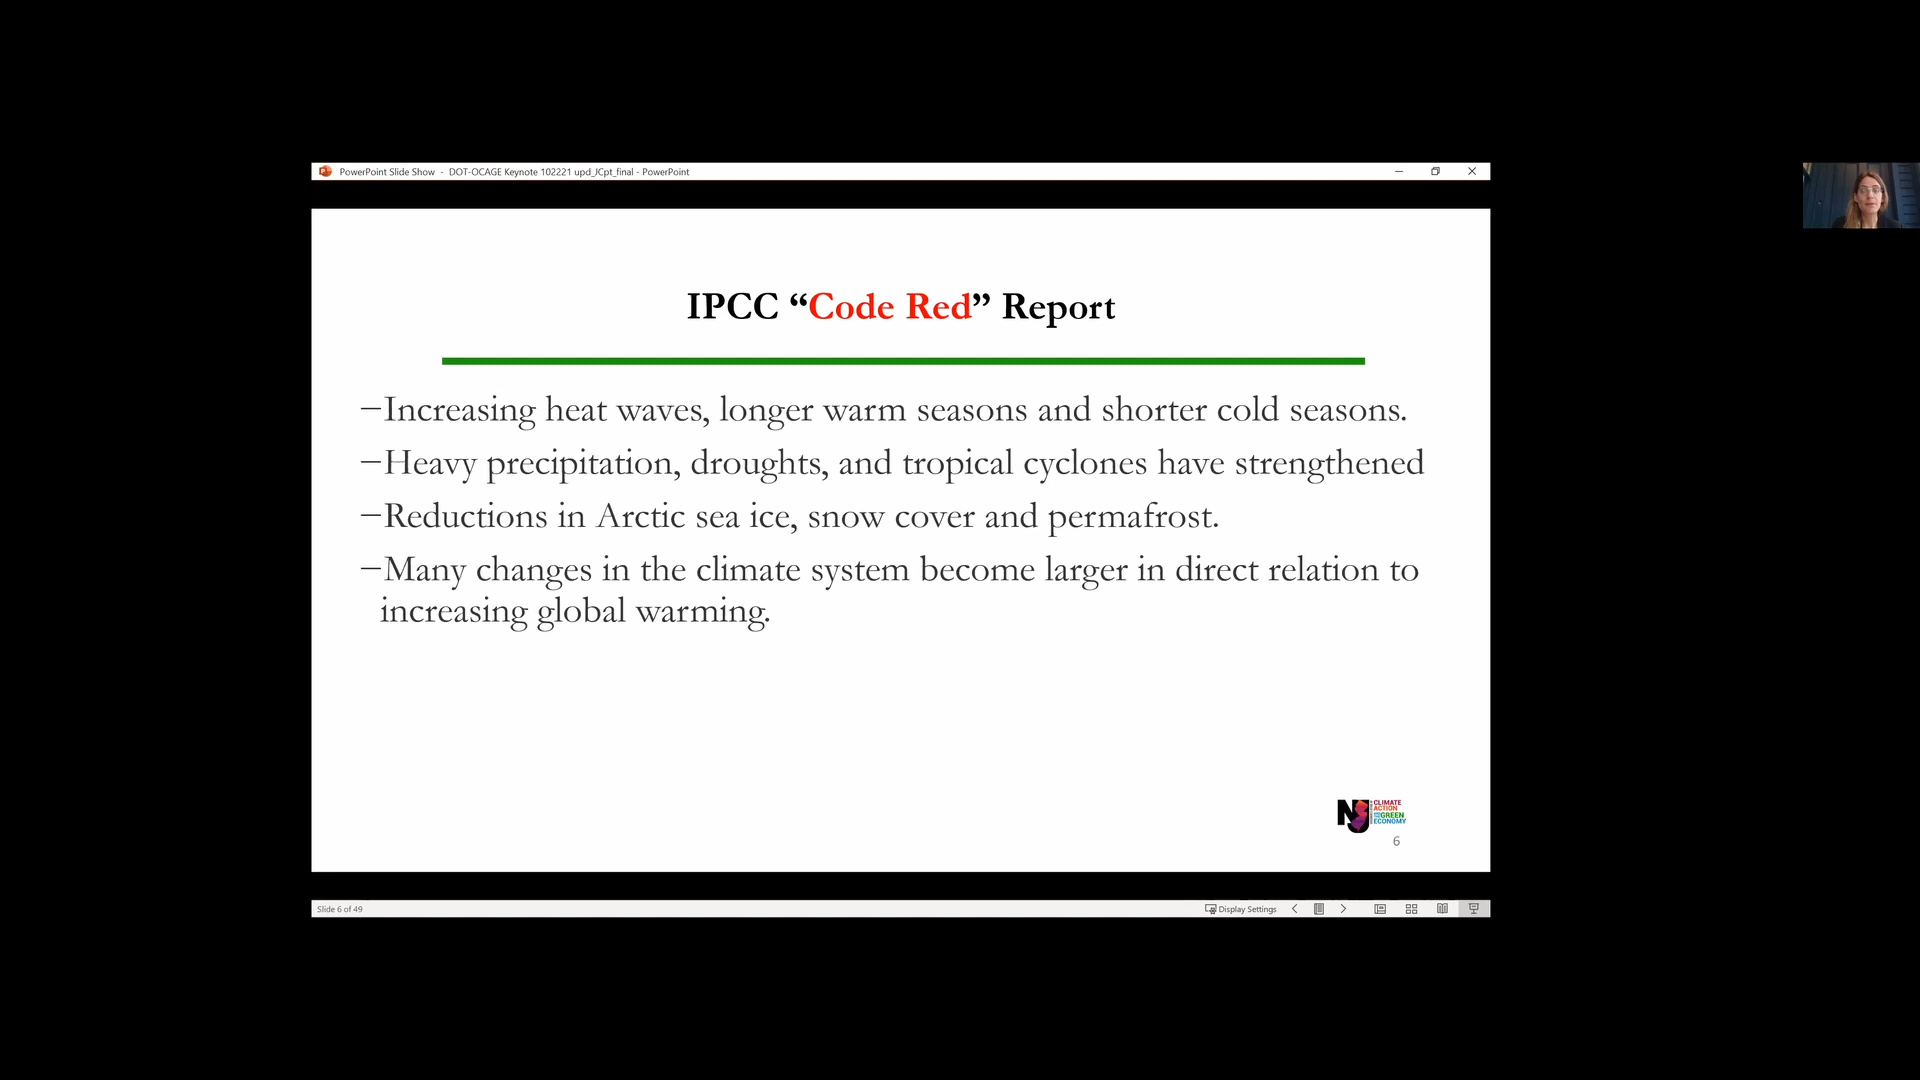 PowerPoint Slide Show - DOT-OCAGE Keynote 102221 upd_JCpt_final - PowerPoint
IPCC “Code Red” Report
–Increasing heat waves, longer warm seasons and shorter cold seasons.
–Heavy precipitation, droughts, and tropical cyclones have strengthened
–Reductions in Arctic sea ice, snow cover and permafrost.
–Many changes in the climate system become larger in direct relation to
increasing global warming.
NJ
CLIMATE
ACTION
GREEN
ECONOMY
6
Slide 6 of 49
Display Settings